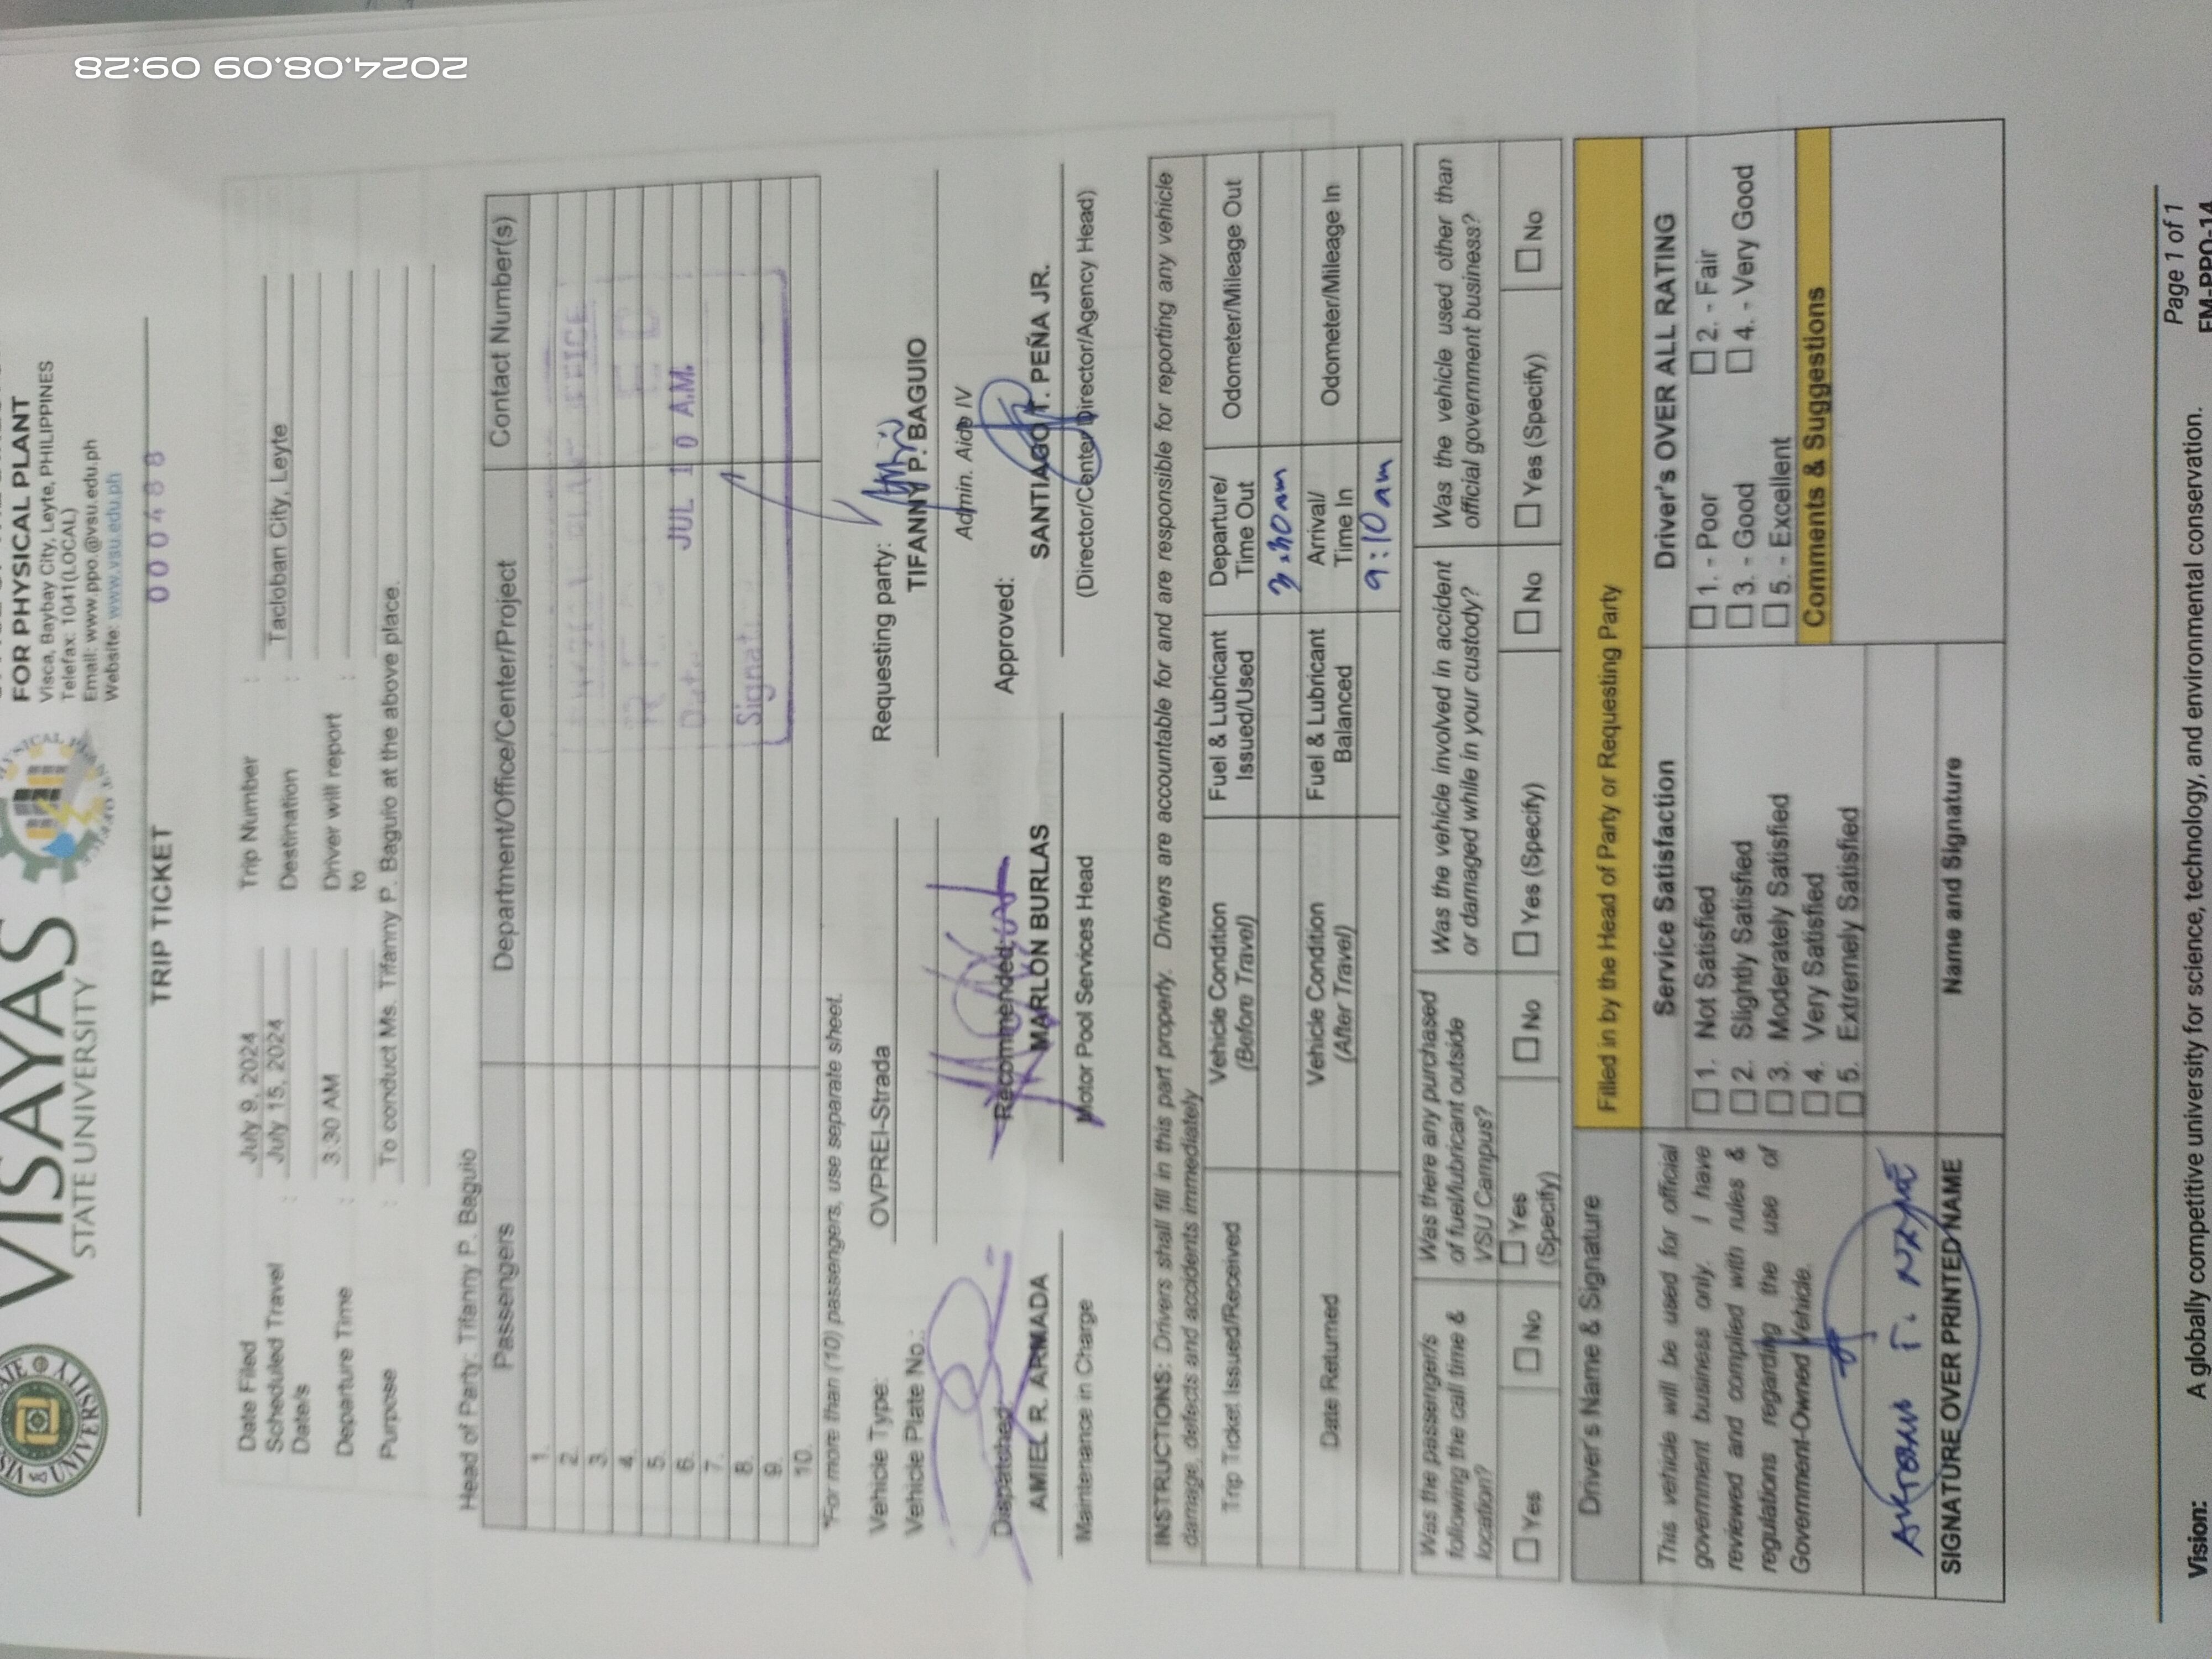 VISAYAS
STATE UNIVERSITY
FOR PHYSICAL PLANT
Visca, Baybay City, Leyte, PHILIPPINES
Telefax: 1041(LOCAL)
Email: www.ppo.@vsu.edu.ph
Website: www.vsu.edu.ph
TRIP TICKET
000488
Date Filed July 9, 2024 Trip Number :
Scheduled Travel Date/s : July 15, 2024 Destination : Tacloban City, Leyte
Departure Time : 3:30 AM Driver will report to :
Purpose : To conduct Ms. Tifanny P. Baguio at the above place.
Head of Party: Tifanny P. Baguio
Passengers Department/Office/Center/Project Contact Number(s)
1.
2.
3.
4.
5.
6. JUL 10 A.M.
7.
8. Signat
9.
10.
*For more than (10) passengers, use separate sheet.
Vehicle Type: OVPREI-Strada Requesting party:
Vehicle Plate No.: TIFANNY P. BAGUIO
Admin. Aide IV
Dispatched: Recommended: Approved:
AMIEL R. ARMADA MARLON BURLAS SANTIAGO T. PEÑA JR.
Maintenance in Charge Motor Pool Services Head (Director/Center Director/Agency Head)
INSTRUCTIONS: Drivers shall fill in this part properly. Drivers are accountable for and are responsible for reporting any vehicle
damage, defects and accidents immediately
Trip Ticket Issued/Received Vehicle Condition (Before Travel) Fuel & Lubricant Issued/Used Departure/ Time Out Odometer/Mileage Out
3:30 am
Date Returned Vehicle Condition (After Travel) Fuel & Lubricant Balanced Arrival/ Time In Odometer/Mileage In
9:10 am
Was the passenger/s following the call time & location? Was there any purchased of fuel/lubricant outside VSU Campus? Was the vehicle involved in accident or damaged while in your custody? Was the vehicle used other than official government business?
☐ Yes ☐ No ☐ Yes (Specify) ☐ No ☐ Yes (Specify) ☐ No ☐ Yes (Specify) ☐ No
Driver's Name & Signature Filled in by the Head of Party or Requesting Party
This vehicle will be used for official
government business only. I have
reviewed and complied with rules &
regulations regarding the use of
Government-Owned Vehicle.
SIGNATURE OVER PRINTED NAME
Service Satisfaction
☐ 1. Not Satisfied
☐ 2. Slightly Satisfied
☐ 3. Moderately Satisfied
☐ 4. Very Satisfied
☐ 5. Extremely Satisfied
Name and Signature
Driver's OVER ALL RATING
☐ 1. - Poor ☐ 2. - Fair
☐ 3. - Good ☐ 4. - Very Good
☐ 5. - Excellent
Comments & Suggestions
Page 1 of 1
Vision: A globally competitive university for science, technology, and environmental conservation.
FM-PPO-14
2024.08.09 09:28